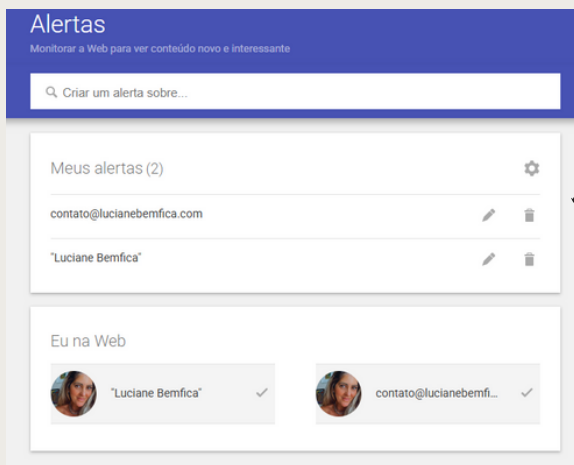 Alertas
Monitorar a Web para ver conteúdo novo e interessante
Criar um alerta sobre...
Meus alertas (2)
contato@lucianebemfica.com
"Luciane Bemfica"
Eu na Web
"Luciane Bemfica"
contato@lucianebemfi...